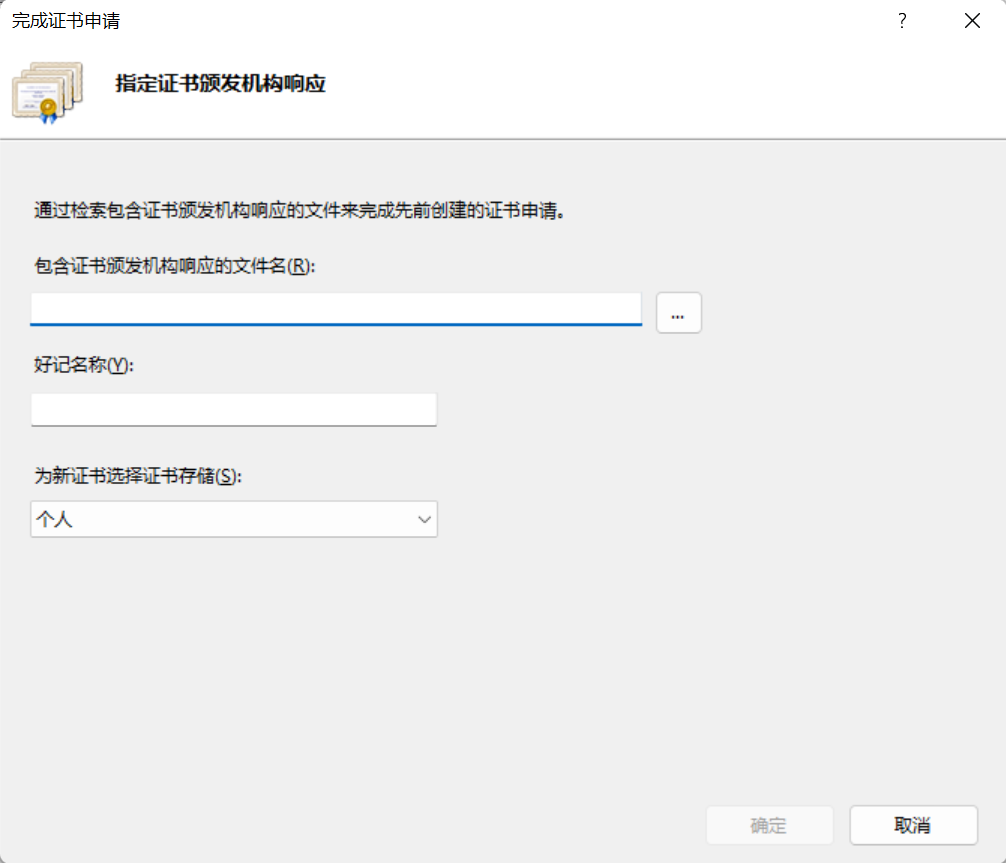 完成证书申请
?
指定证书颁发机构响应
通过检索包含证书颁发机构响应的文件来完成先前创建的证书申请。
包含证书颁发机构响应的文件名(R):
...
好记名称(Y):
为新证书选择证书存储(S):
个人
确定
取消